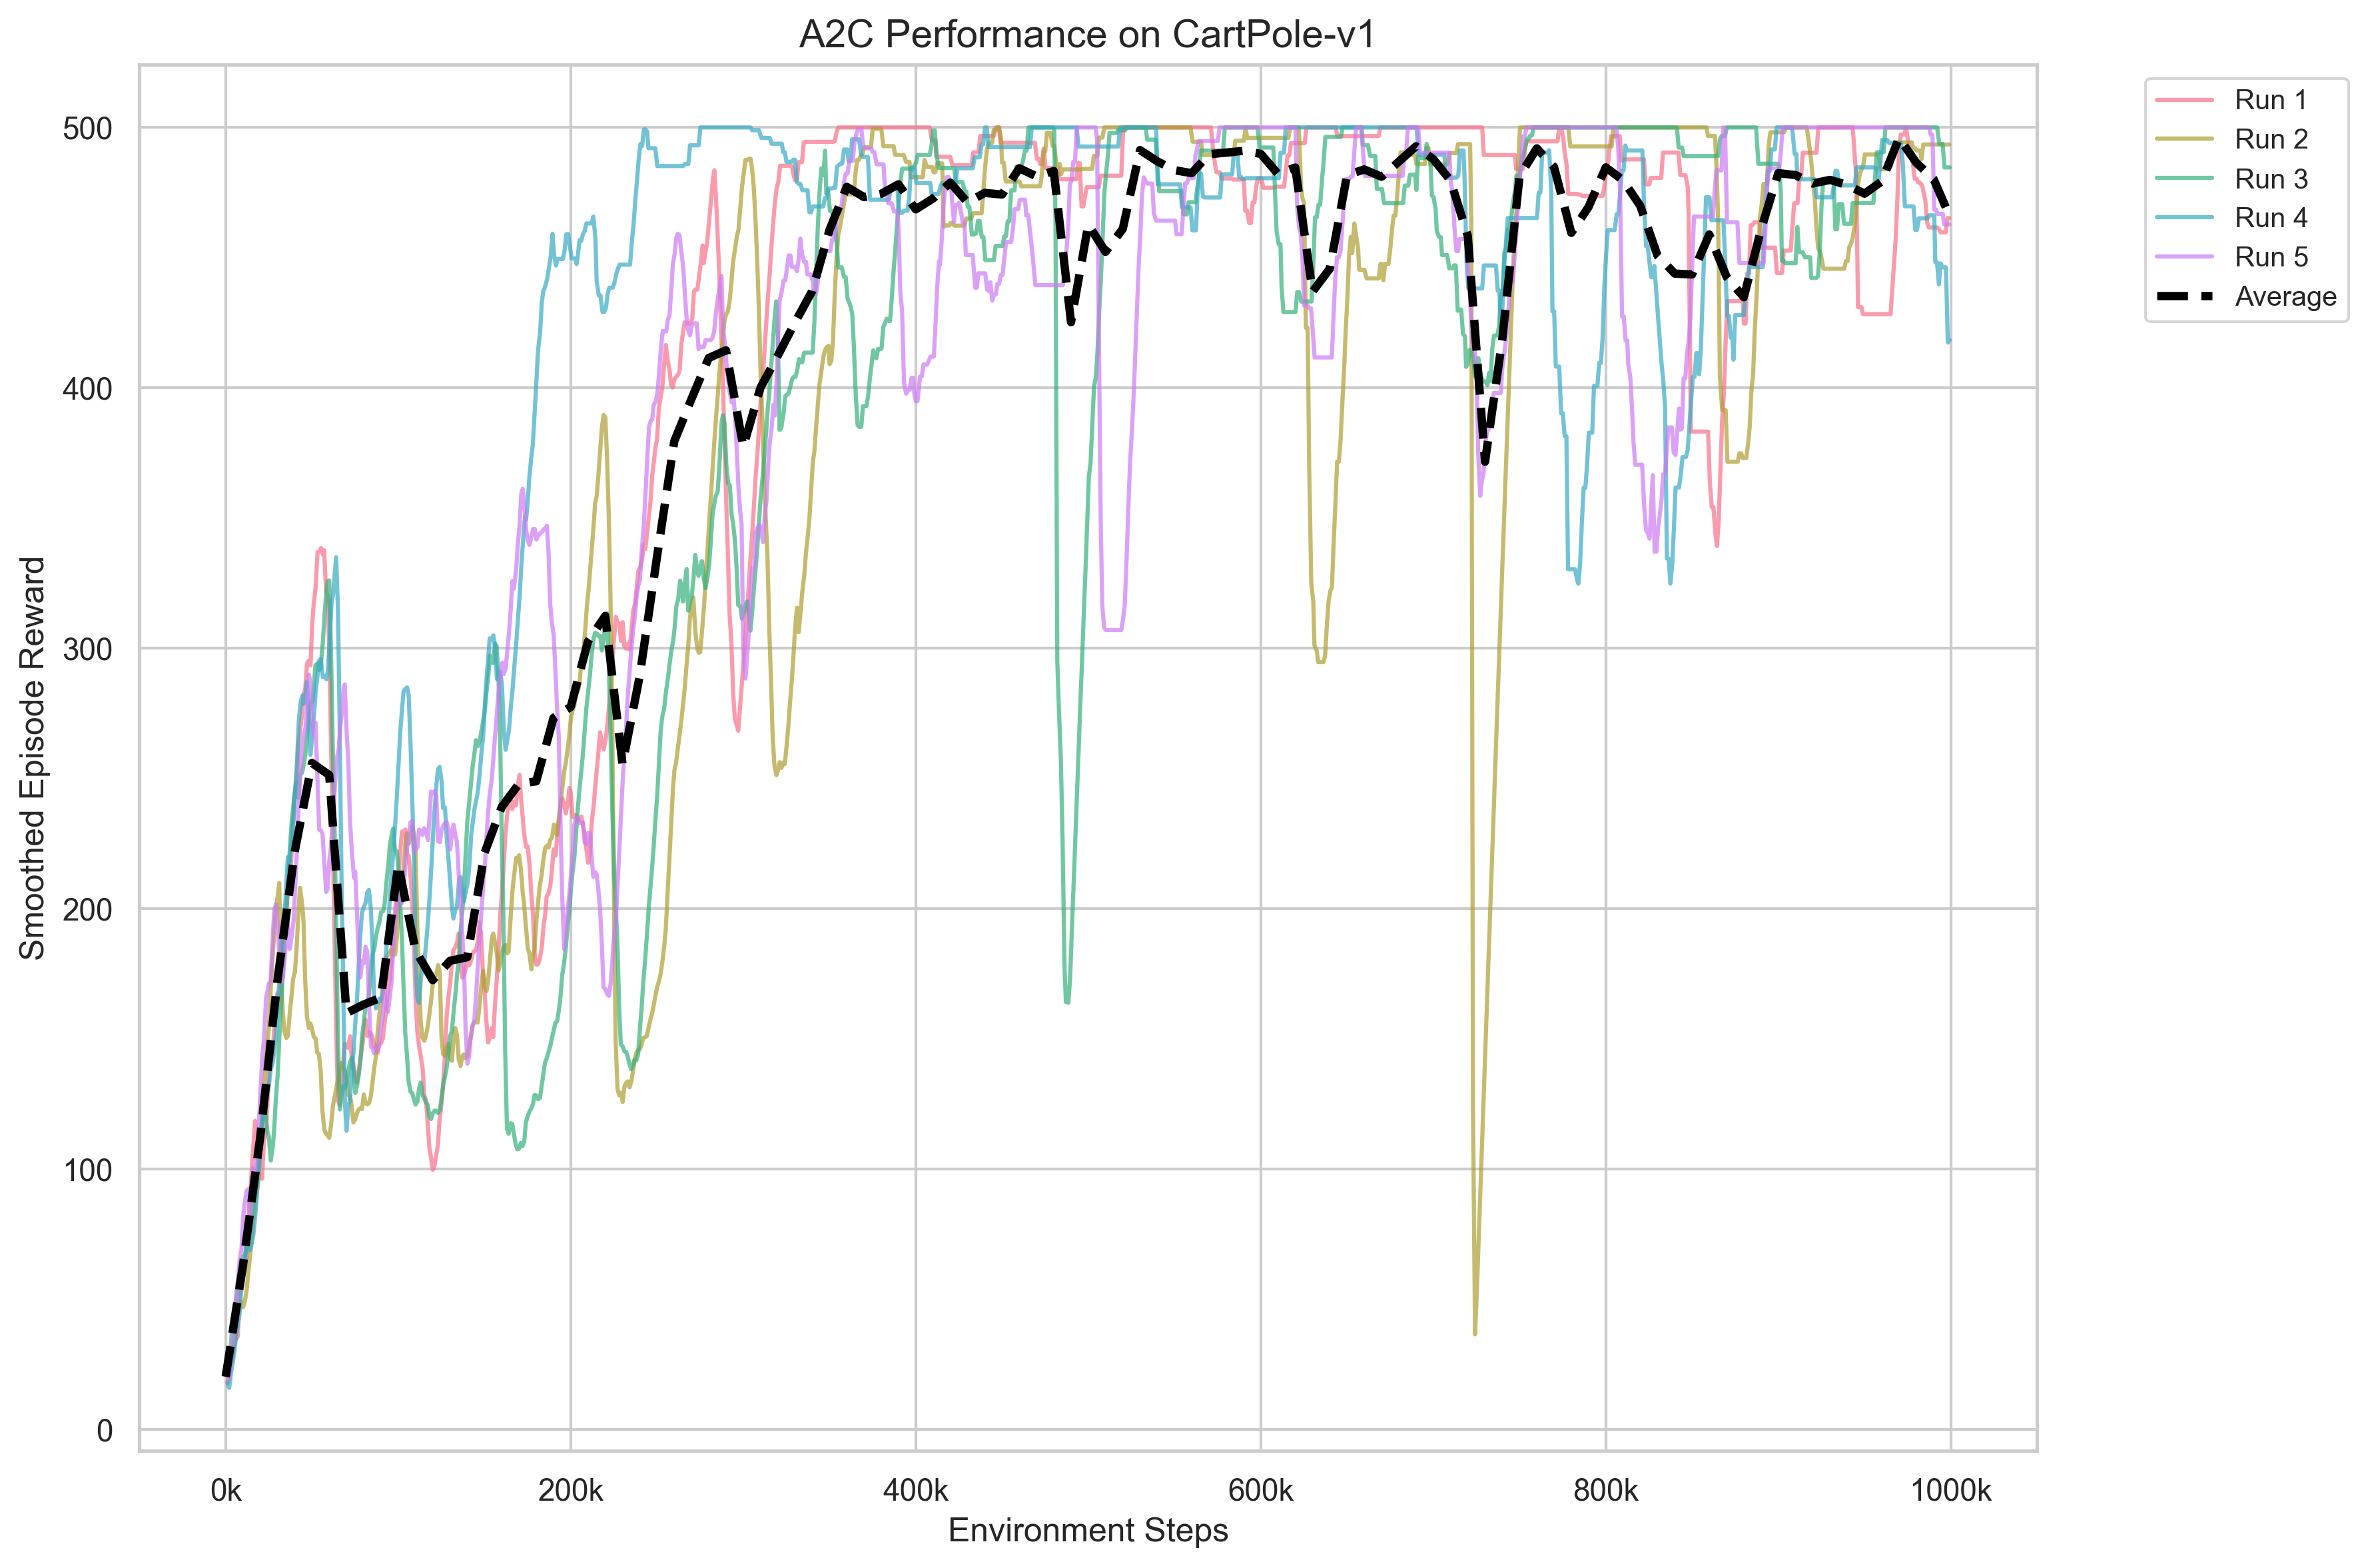 A2C Performance on CartPole-v1
Run 1
Run 2
Run 3
Run 4
Run 5
Average
Smoothed Episode Reward
500
400
300
200
100
0
0k
200k
400k
600k
800k
1000k
Environment Steps